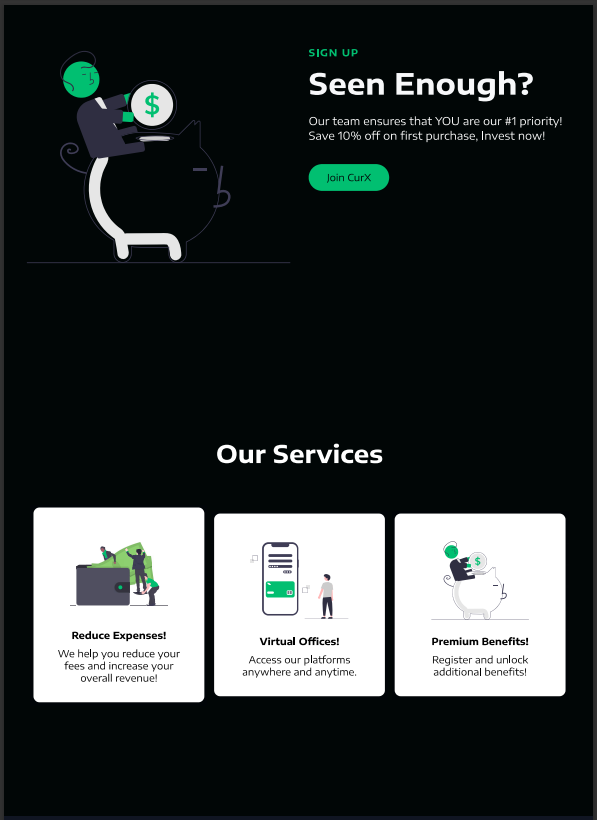 SIGN UP
Seen Enough?
Our team ensures that YOU are our #1 priority!
Save 10% off on first purchase, Invest now!
Join CurX
$
Our Services
Reduce Expenses!
We help you reduce your
fees and increase your
overall revenue!
Virtual Offices!
Access our platforms
anywhere and anytime.
$
Premium Benefits!
Register and unlock
additional benefits!